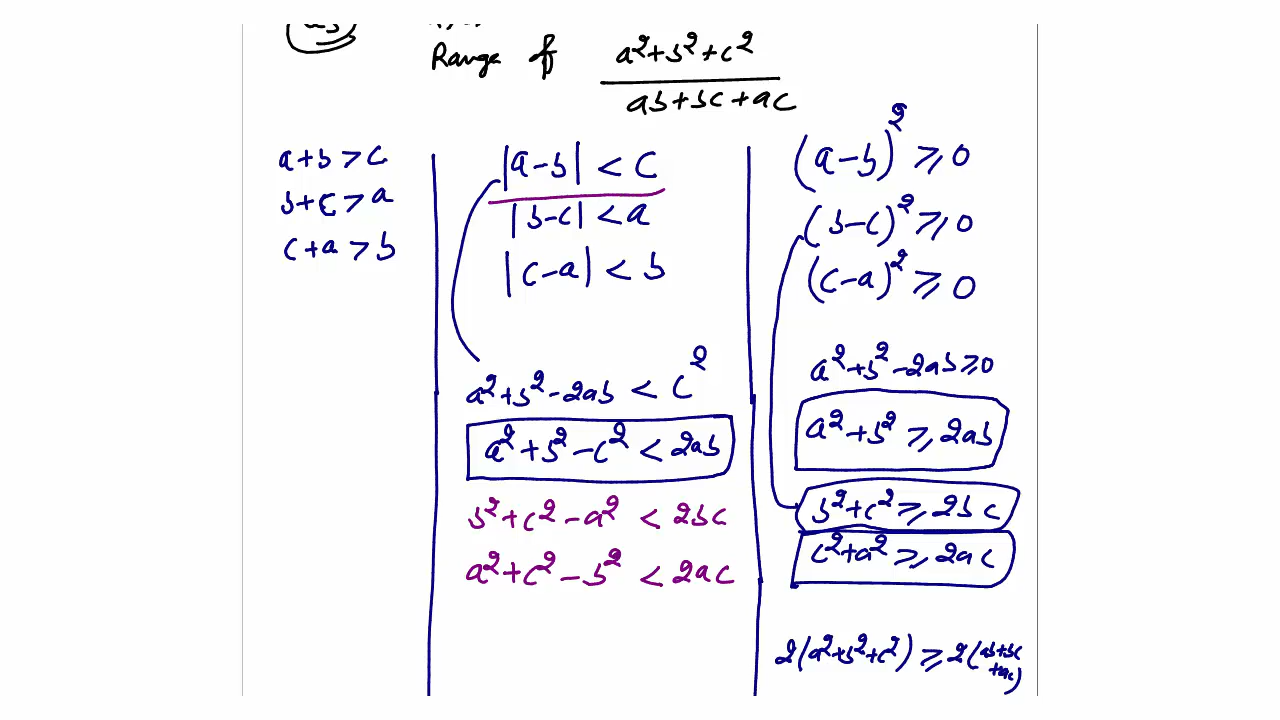 Range of a²+b²+c² / ab+bc+ac
a+b>c
b+c>a
c+a>b
|a-b| < c
|b-c| < a
|c-a| < b
a²+b²-2ab < c²
a²+b²-c² < 2ab
b²+c²-a² < 2bc
a²+c²-b² < 2ac
(a-b)² ⩾ 0
(b-c)² ⩾ 0
(c-a)² ⩾ 0
a²+b²-2ab ⩾ 0
a²+b² ⩾ 2ab
b²+c² ⩾ 2bc
c²+a² ⩾ 2ac
2(a²+b²+c²) ⩾ 2(ab+bc
+ac)